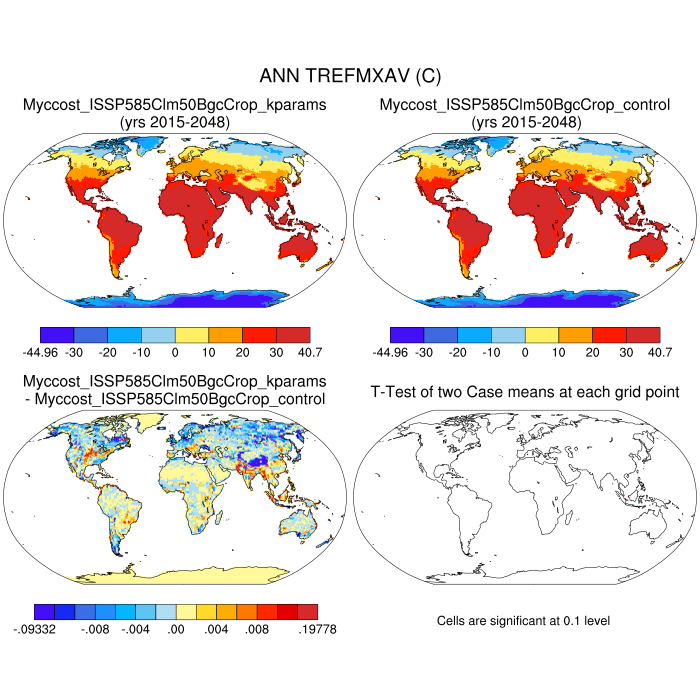 ANN TREFMXAV (C)
Myccost_ISSP585Clm50BgcCrop_kparams
(yrs 2015-2048)
Myccost_ISSP585Clm50BgcCrop_control
(yrs 2015-2048)
-44.96 -30 -20 -10 0 10 20 30 40.7
-44.96 -30 -20 -10 0 10 20 30 40.7
Myccost_ISSP585Clm50BgcCrop_kparams
- Myccost_ISSP585Clm50BgcCrop_control
T-Test of two Case means at each grid point
-.09332 -.008 -.004 .00 .004 .008 .19778
Cells are significant at 0.1 level